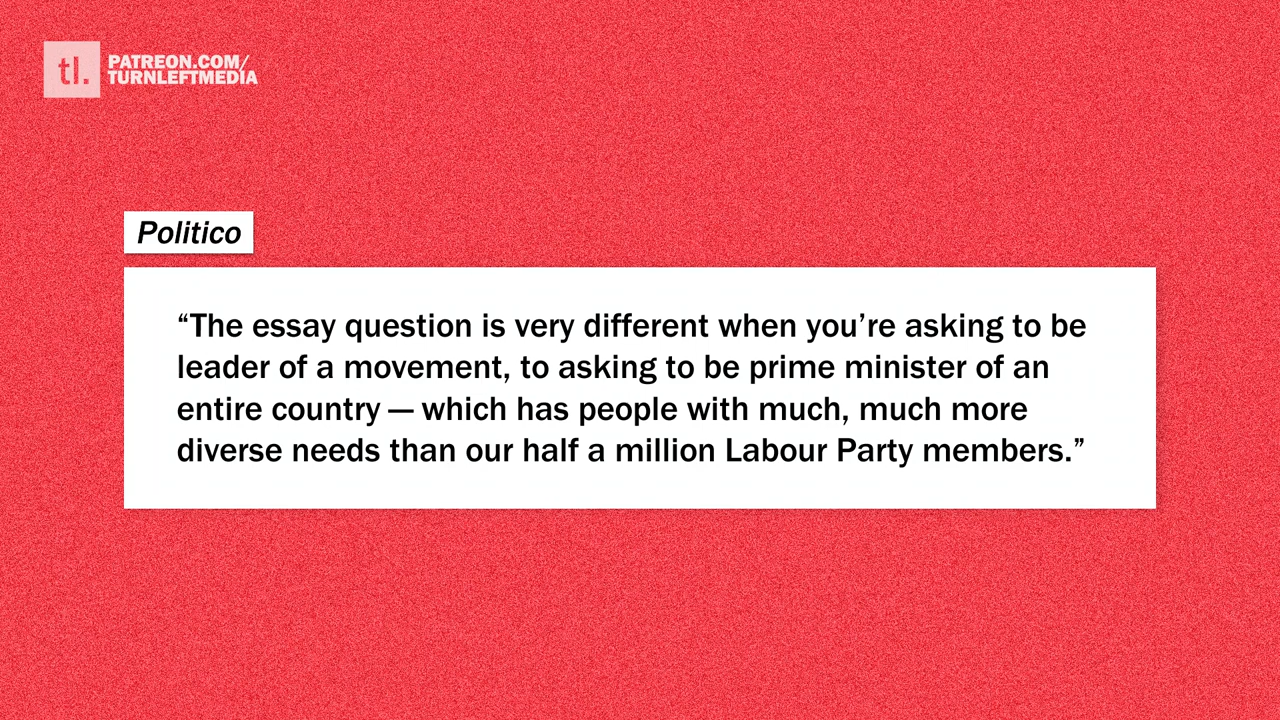 tl.
PATREON.COM/
TURNLEFTMEDIA
Politico
“The essay question is very different when you’re asking to be
leader of a movement, to asking to be prime minister of an
entire country — which has people with much, much more
diverse needs than our half a million Labour Party members.”